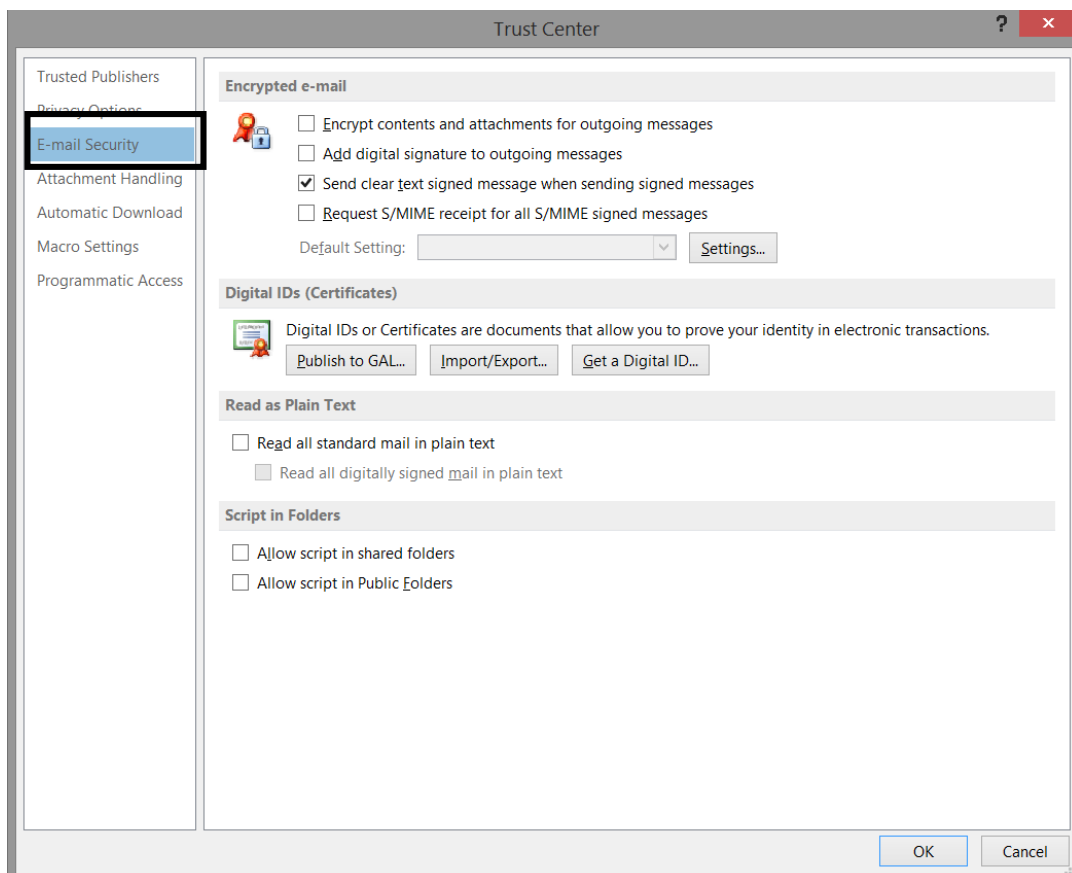 Trust Center
?
Trusted Publishers
Privacy Options
E-mail Security
Attachment Handling
Automatic Download
Macro Settings
Programmatic Access
Encrypted e-mail
Encrypt contents and attachments for outgoing messages
Add digital signature to outgoing messages
Send clear text signed message when sending signed messages
Request S/MIME receipt for all S/MIME signed messages
Default Setting:
Settings...
Digital IDs (Certificates)
Digital IDs or Certificates are documents that allow you to prove your identity in electronic transactions.
Publish to GAL... Import/Export... Get a Digital ID...
Read as Plain Text
Read all standard mail in plain text
Read all digitally signed mail in plain text
Script in Folders
Allow script in shared folders
Allow script in Public Folders
OK Cancel